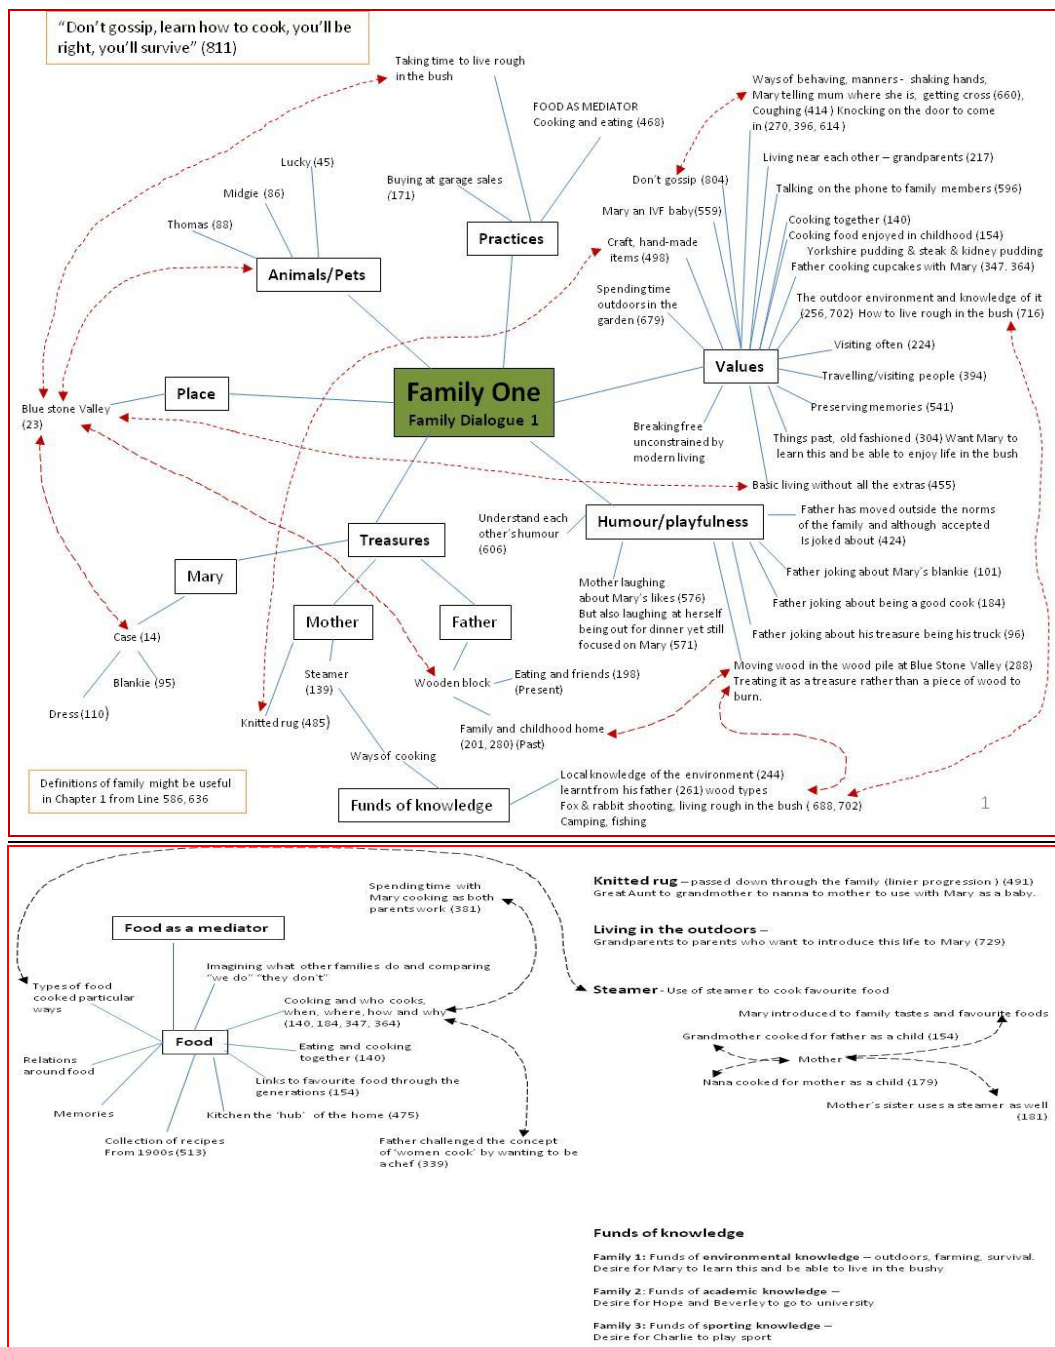 “Don’t gossip, learn how to cook, you’ll be
right, you’ll survive” (811)
Taking time to live rough
in the bush
FOOD AS MEDIATOR
Cooking and eating (468)
Buying at garage sales
(171)
Practices
Lucky (45)
Midgie (86)
Thomas (88)
Animals/Pets
Ways of behaving, manners - shaking hands,
Mary telling mum where she is, getting cross (660),
Coughing (414 ) Knocking on the door to come
in (270, 396, 614 )
Living near each other – grandparents (217)
Don’t gossip (804)
Talking on the phone to family members (596)
Mary an IVF baby(559)
Cooking together (140)
Cooking food enjoyed in childhood (154)
Yorkshire pudding & steak & kidney pudding
Father cooking cupcakes with Mary (347. 364)
Craft, hand-made
items (498)
Spending time
outdoors in the
garden (679)
The outdoor environment and knowledge of it
(256, 702) How to live rough in the bush (716)
Visiting often (224)
Values
Travelling/visiting people (394)
Preserving memories (541)
Breaking free
unconstrained by
modern living
Things past, old fashioned (304) Want Mary to
learn this and be able to enjoy life in the bush
Basic living without all the extras (455)
Family One
Family Dialogue 1
Place
Blue stone Valley
(23)
Treasures
Mary
Case (14)
Blankie (95)
Dress (110)
Mother
Steamer
(139)
Knitted rug (485)
Ways of cooking
Father
Wooden block
Eating and friends (198)
(Present)
Family and childhood home
(201, 280) (Past)
Humour/playfulness
Understand each
other’s humour
(606)
Father has moved outside the norms
of the family and although accepted
Is joked about (424)
Father joking about Mary’s blankie (101)
Father joking about being a good cook (184)
Father joking about his treasure being his truck (96)
Mother laughing
about Mary’s likes (576)
But also laughing at herself
being out for dinner yet still
focused on Mary (571)
Moving wood in the wood pile at Blue Stone Valley (288)
Treating it as a treasure rather than a piece of wood to
burn.
Definitions of family might be useful
in Chapter 1 from Line 586, 636
Funds of knowledge
Local knowledge of the environment (244)
learnt from his father (261) wood types
Fox & rabbit shooting, living rough in the bush ( 688, 702)
Camping, fishing
1
Spending time with
Mary cooking as both
parents work (381)
Food as a mediator
Imagining what other families do and comparing
“we do” “they don’t”
Types of food
cooked particular
ways
Cooking and who cooks,
when, where, how and why
(140, 184, 347, 364)
Food
Eating and cooking
together (140)
Relations
around food
Links to favourite food through the
generations (154)
Memories
Kitchen the ‘hub’ of the home (475)
Collection of recipes
From 1900s (513)
Father challenged the concept
of ‘women cook’ by wanting to be
a chef (339)
Knitted rug – passed down through the family (linier progression ) (491)
Great Aunt to grandmother to nanna to mother to use with Mary as a baby.
Living in the outdoors –
Grandparents to parents who want to introduce this life to Mary (729)
Steamer - Use of steamer to cook favourite food
Mary introduced to family tastes and favourite foods
Grandmother cooked for father as a child (154)
Mother
Nana cooked for mother as a child (179)
Mother’s sister uses a steamer as well
(181)
Funds of knowledge
Family 1: Funds of environmental knowledge – outdoors, farming, survival.
Desire for Mary to learn this and be able to live in the bushy
Family 2: Funds of academic knowledge –
Desire for Hope and Beverley to go to university
Family 3: Funds of sporting knowledge –
Desire for Charlie to play sport